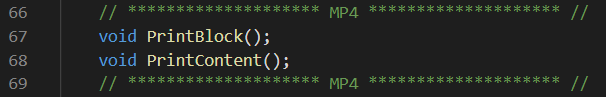 66 // ******************** MP4 ******************** //
67 void PrintBlock();
68 void PrintContent();
69 // ******************** MP4 ******************** //